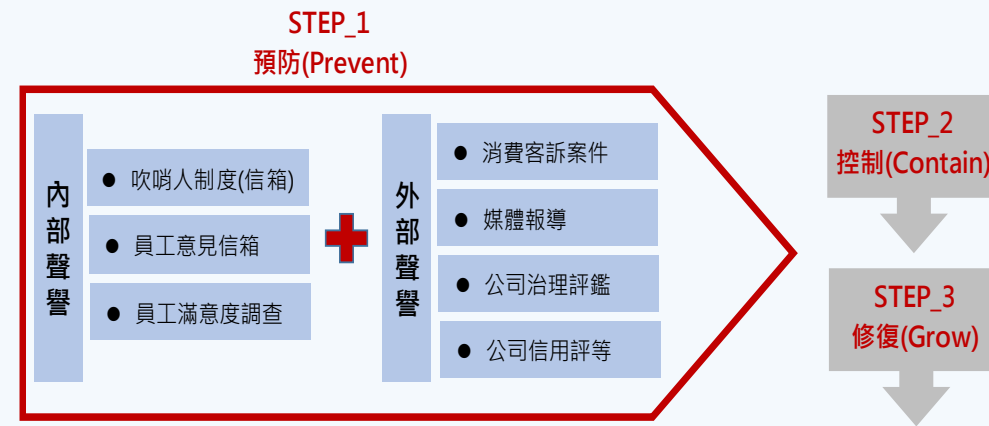 STEP_1
預防(Prevent)
內部聲譽
● 吹哨人制度(信箱)
● 員工意見信箱
● 員工滿意度調查
外部聲譽
● 消費客訴案件
● 媒體報導
● 公司治理評鑑
● 公司信用評等
STEP_2
控制(Contain)
STEP_3
修復(Grow)